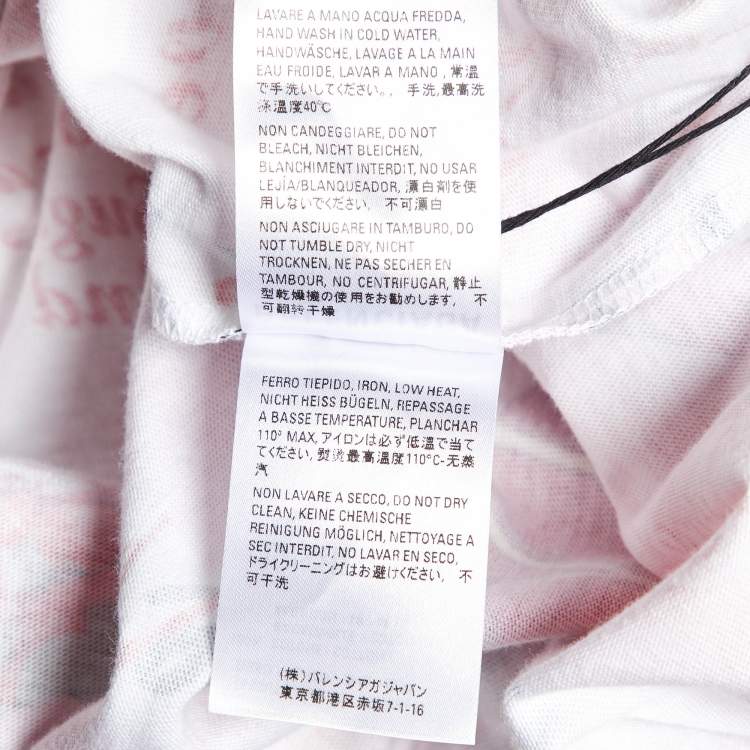 LAVARE A MANO ACQUA FREDDA,
HAND WASH IN COLD WATER,
HANDWÄSCHE, LAVAGE A LA MAIN
EAU FROIDE, LAVAR A MANO , 常温
で手洗いしてください。, 手洗,最高洗
涤温度40°C
NON CANDEGGIARE, DO NOT
BLEACH, NICHT BLEICHEN,
BLANCHIMENT INTERDIT, NO USAR
LEJÍA/BLANQUEADOR, 漂白剤を使
用しないでください, 不可漂白
NON ASCIUGARE IN TAMBURO, DO
NOT TUMBLE DRY, NICHT
TROCKNEN, NE PAS SECHER EN
TAMBOUR, NO CENTRIFUGAR, 静止
型乾燥機の使用をお勧めします, 不
可翻转干燥
FERRO TIEPIDO, IRON, LOW HEAT,
NICHT HEISS BÜGELN, REPASSAGE
A BASSE TEMPERATURE, PLANCHAR
110° MAX, アイロンは必ず低温で当て
てください, 熨烫最高温度110°C-无蒸
汽
NON LAVARE A SECCO, DO NOT DRY
CLEAN, KEINE CHEMISCHE
REINIGUNG MÖGLICH, NETTOYAGE A
SEC INTERDIT, NO LAVAR EN SECO,
ドライクリーニングはお避けください, 不
可干洗
(株) バレンシアガジャパン
東京都港区赤坂7-1-16